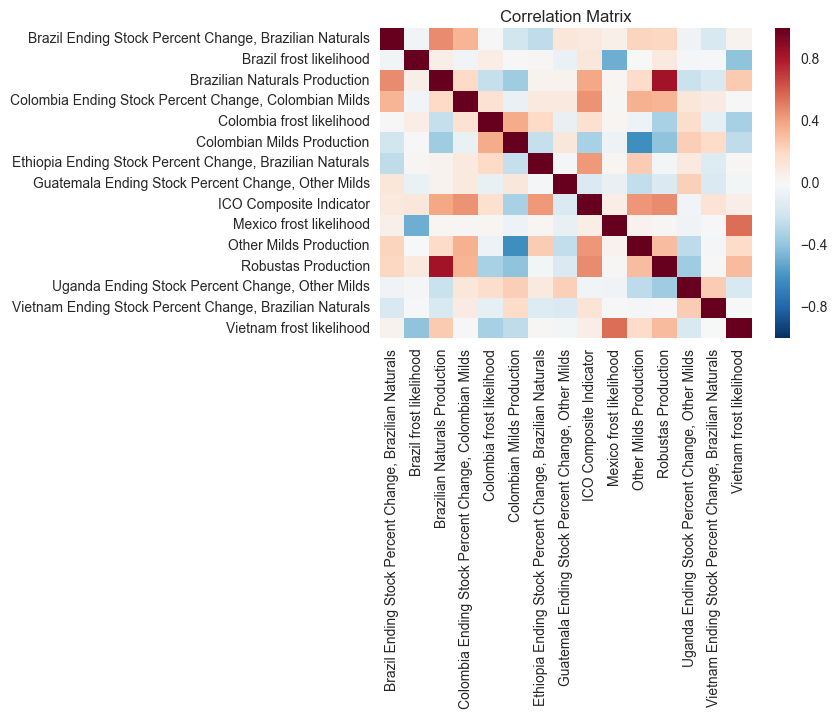 Correlation Matrix
Brazil Ending Stock Percent Change, Brazilian Naturals
Brazil frost likelihood
Brazilian Naturals Production
Colombia Ending Stock Percent Change, Colombian Milds
Colombia frost likelihood
Colombian Milds Production
Ethiopia Ending Stock Percent Change, Brazilian Naturals
Guatemala Ending Stock Percent Change, Other Milds
ICO Composite Indicator
Mexico frost likelihood
Other Milds Production
Robustas Production
Uganda Ending Stock Percent Change, Other Milds
Vietnam Ending Stock Percent Change, Brazilian Naturals
Vietnam frost likelihood
Brazil Ending Stock Percent Change, Brazilian Naturals
Brazil frost likelihood
Brazilian Naturals Production
Colombia Ending Stock Percent Change, Colombian Milds
Colombia frost likelihood
Colombian Milds Production
Ethiopia Ending Stock Percent Change, Brazilian Naturals
Guatemala Ending Stock Percent Change, Other Milds
ICO Composite Indicator
Mexico frost likelihood
Other Milds Production
Robustas Production
Uganda Ending Stock Percent Change, Other Milds
Vietnam Ending Stock Percent Change, Brazilian Naturals
Vietnam frost likelihood
0.8
0.4
0.0
−0.4
−0.8